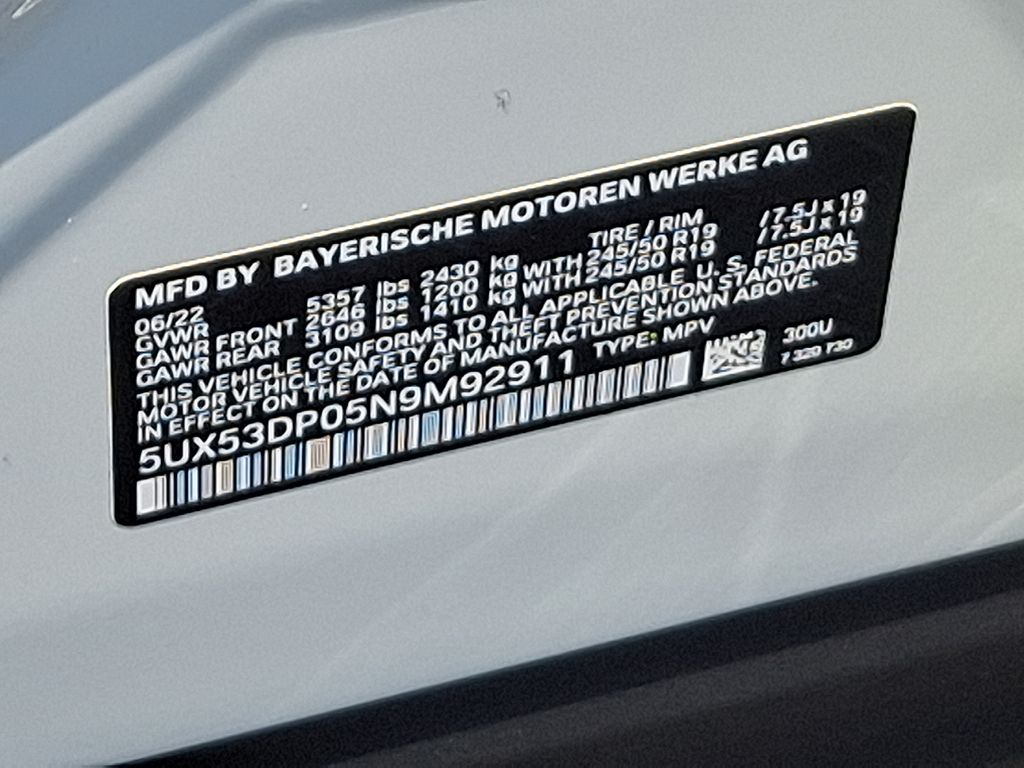 MFD BY BAYERISCHE MOTOREN WERKE AG
06/22 TIRE / RIM
GVWR 5357 lbs 2430 kg
GAWR FRONT 2646 lbs 1200 kg WITH 245/50 R19 / 7.5J x 19
GAWR REAR 3109 lbs 1410 kg WITH 245/50 R19 / 7.5J x 19
THIS VEHICLE CONFORMS TO ALL APPLICABLE U. S. FEDERAL
MOTOR VEHICLE SAFETY AND THEFT PREVENTION STANDARDS
IN EFFECT ON THE DATE OF MANUFACTURE SHOWN ABOVE.
5UX53DP05N9M92911 TYPE: MPV
300U
7 320 730